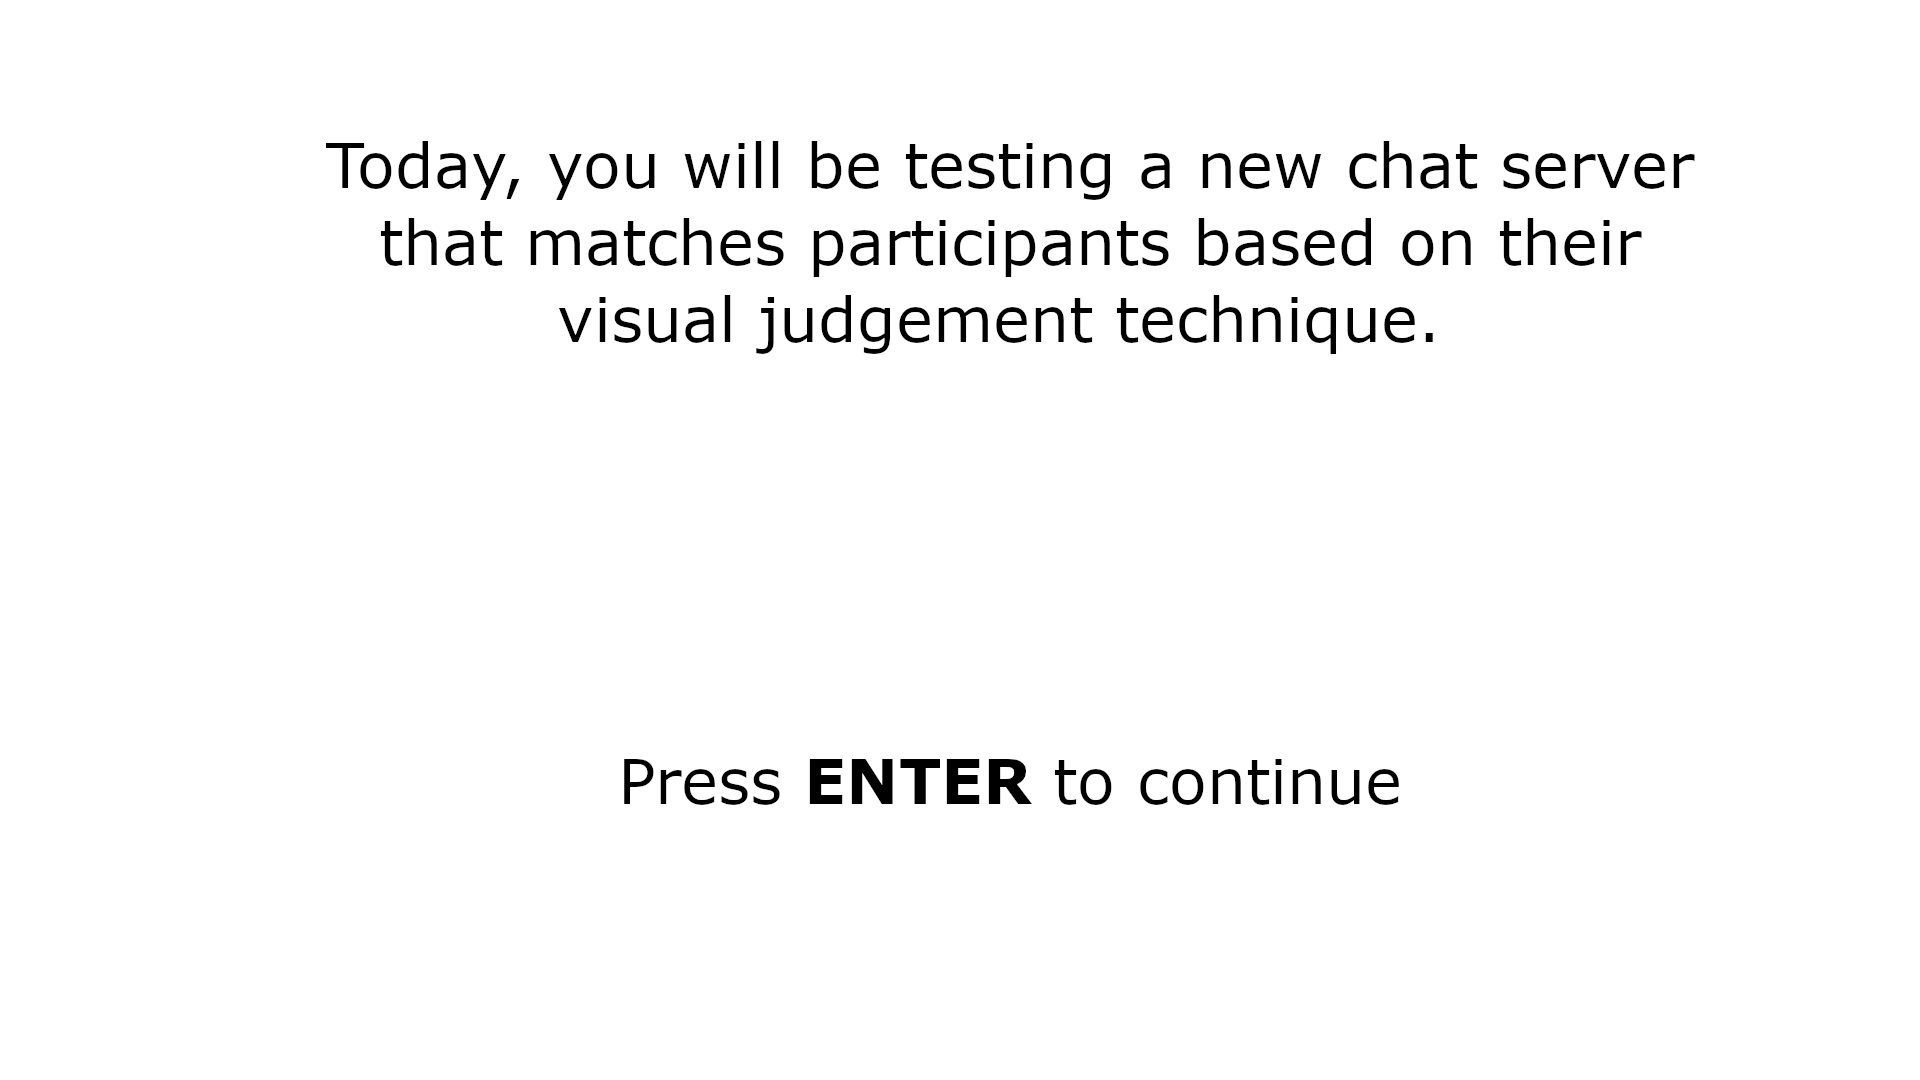 Today, you will be testing a new chat server
that matches participants based on their
visual judgement technique.
Press ENTER to continue